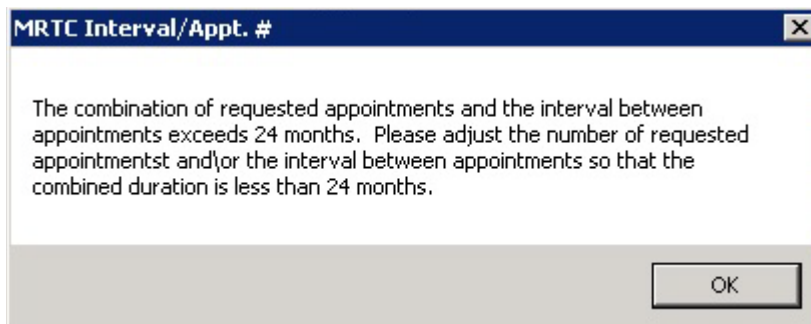 MRTC Interval/Appt. #
The combination of requested appointments and the interval between
appointments exceeds 24 months.  Please adjust the number of requested
appointmentst and\or the interval between appointments so that the
combined duration is less than 24 months.
OK